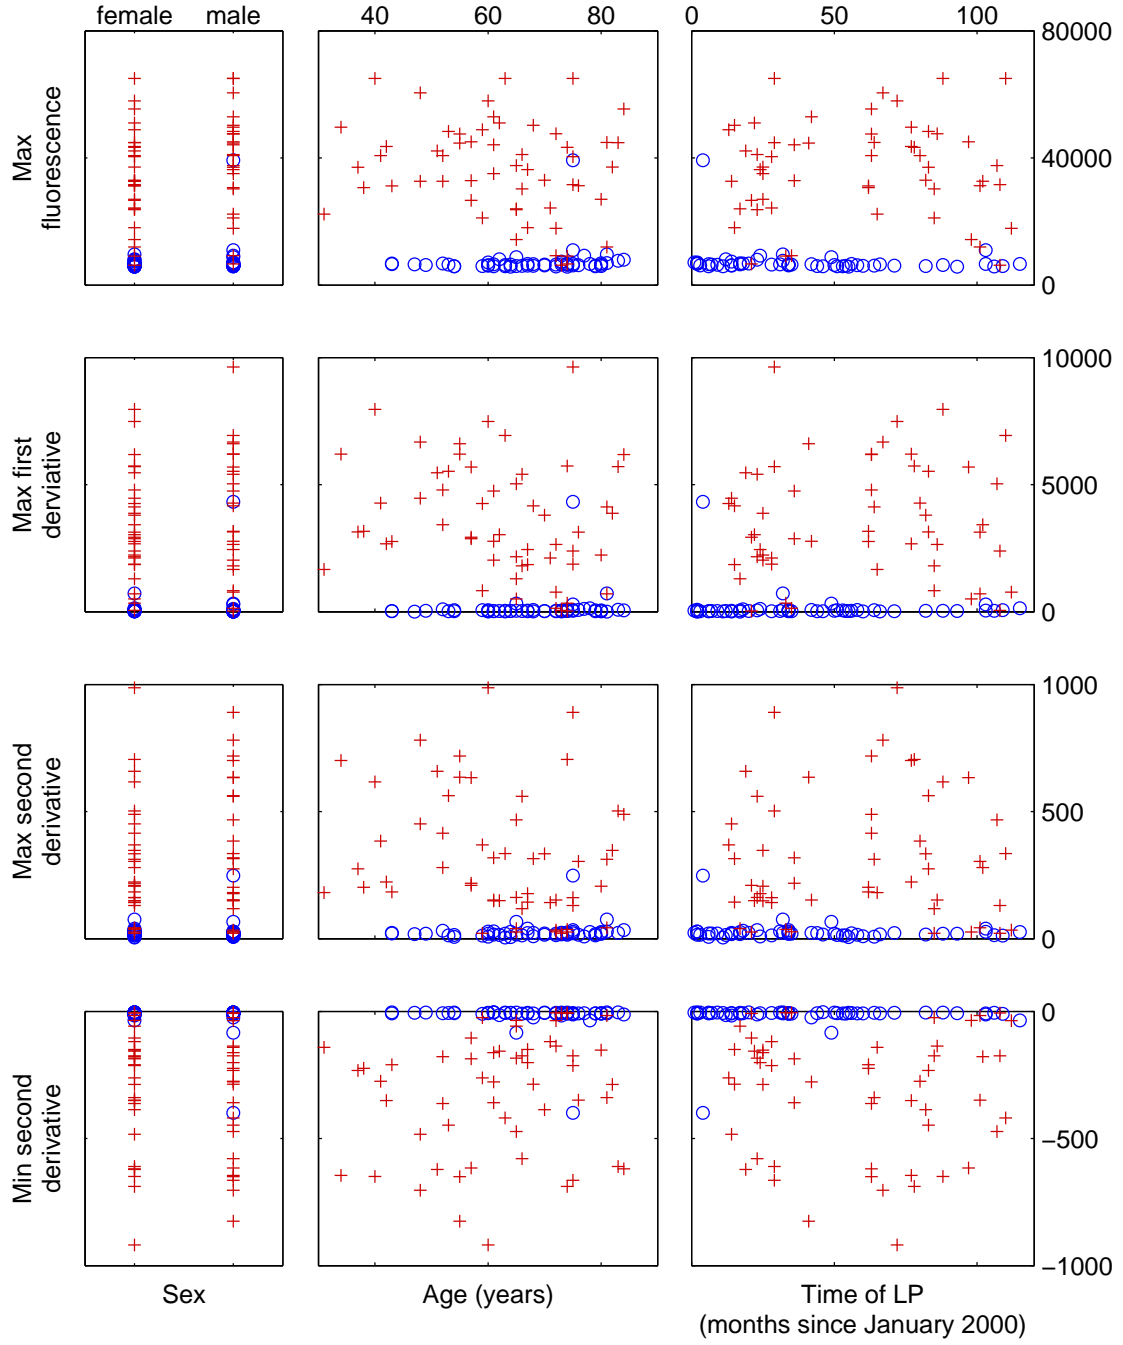 female male
40 60 80
0 50 100
80000
Max
fluorescence
40000
0
10000
Max first
derviative
5000
0
1000
Max second
derivative
500
0
0
Min second
derivative
−500
−1000
Sex
Age (years)
Time of LP
(months since January 2000)